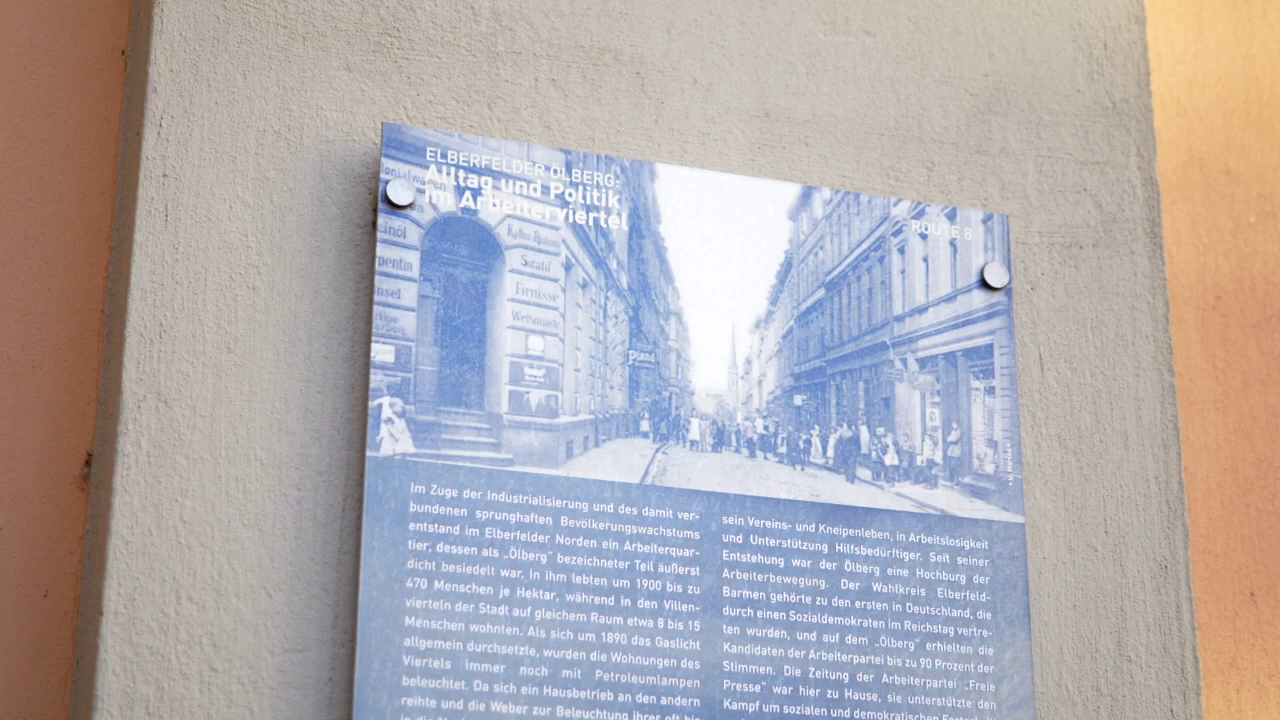 ELBERFELDER ÖLBERG:
Alltag und Politik
im Arbeiterviertel
ROUTE 8
Sicatif
Firnisse
Pfand
Im Zuge der Industrialisierung und des damit ver-
bundenen sprunghaften Bevölkerungswachstums
entstand im Elberfelder Norden ein Arbeiterquar-
tier, dessen als „Ölberg“ bezeichneter Teil äußerst
dicht besiedelt war. In ihm lebten um 1900 bis zu
470 Menschen je Hektar, während in den Villen-
vierteln der Stadt auf gleichem Raum etwa 8 bis 15
Menschen wohnten. Als sich um 1890 das Gaslicht
allgemein durchsetzte, wurden die Wohnungen des
Viertels immer noch mit Petroleumlampen
beleuchtet. Da sich ein Hausbetrieb an den andern
reihte und die Weber zur Beleuchtung ihrer oft bis
sein Vereins- und Kneipenleben, in Arbeitslosigkeit
und Unterstützung Hilfsbedürftiger. Seit seiner
Entstehung war der Ölberg eine Hochburg der
Arbeiterbewegung. Der Wahlkreis Elberfeld-
Barmen gehörte zu den ersten in Deutschland, die
durch einen Sozialdemokraten im Reichstag vertre-
ten wurden, und auf dem „Ölberg“ erhielten die
Kandidaten der Arbeiterpartei bis zu 90 Prozent der
Stimmen. Die Zeitung der Arbeiterpartei „Freie
Presse“ war hier zu Hause, sie unterstützte den
Kampf um sozialen und demokratischen